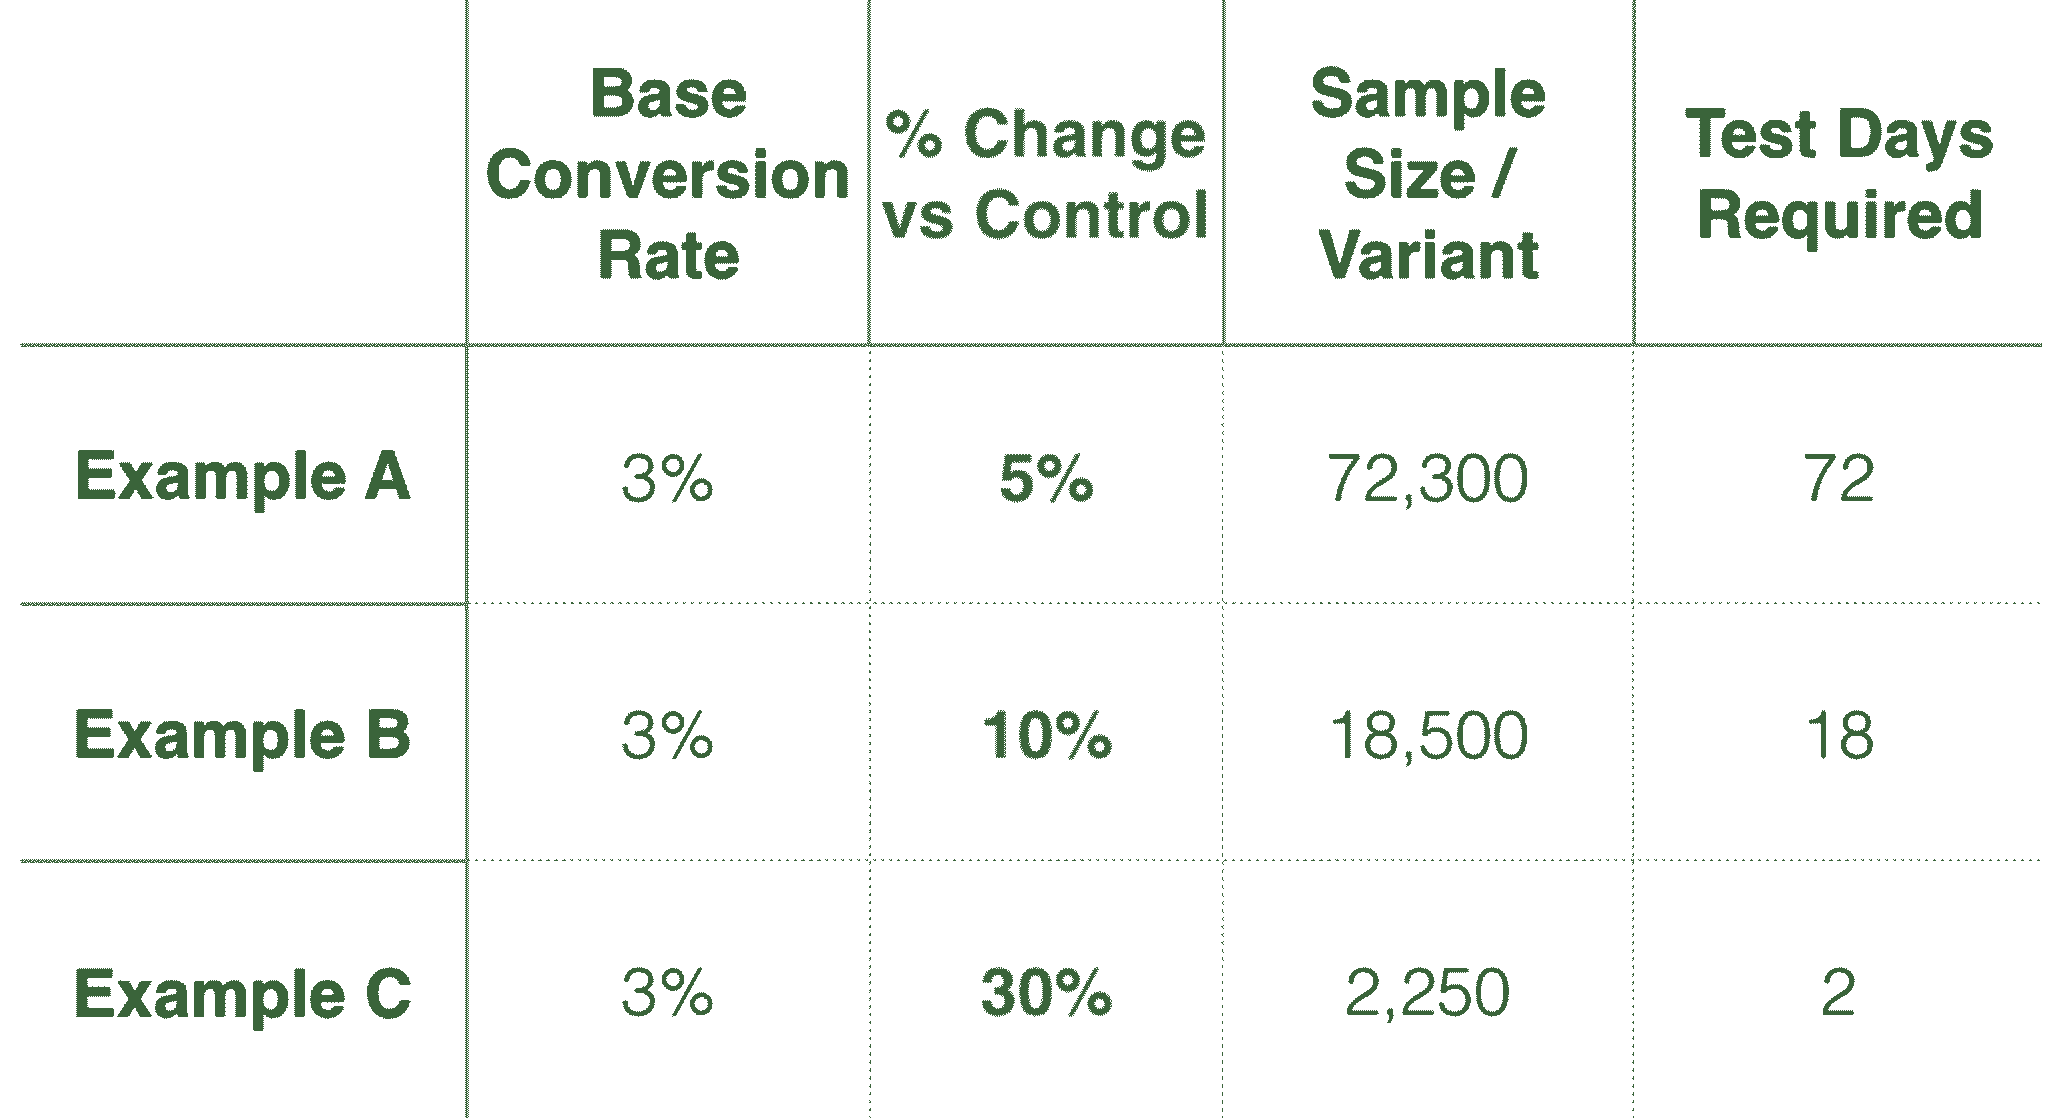 Base
Conversion
Rate
% Change
vs Control
Sample
Size /
Variant
Test Days
Required
Example A 3% 5% 72,300 72
Example B 3% 10% 18,500 18
Example C 3% 30% 2,250 2